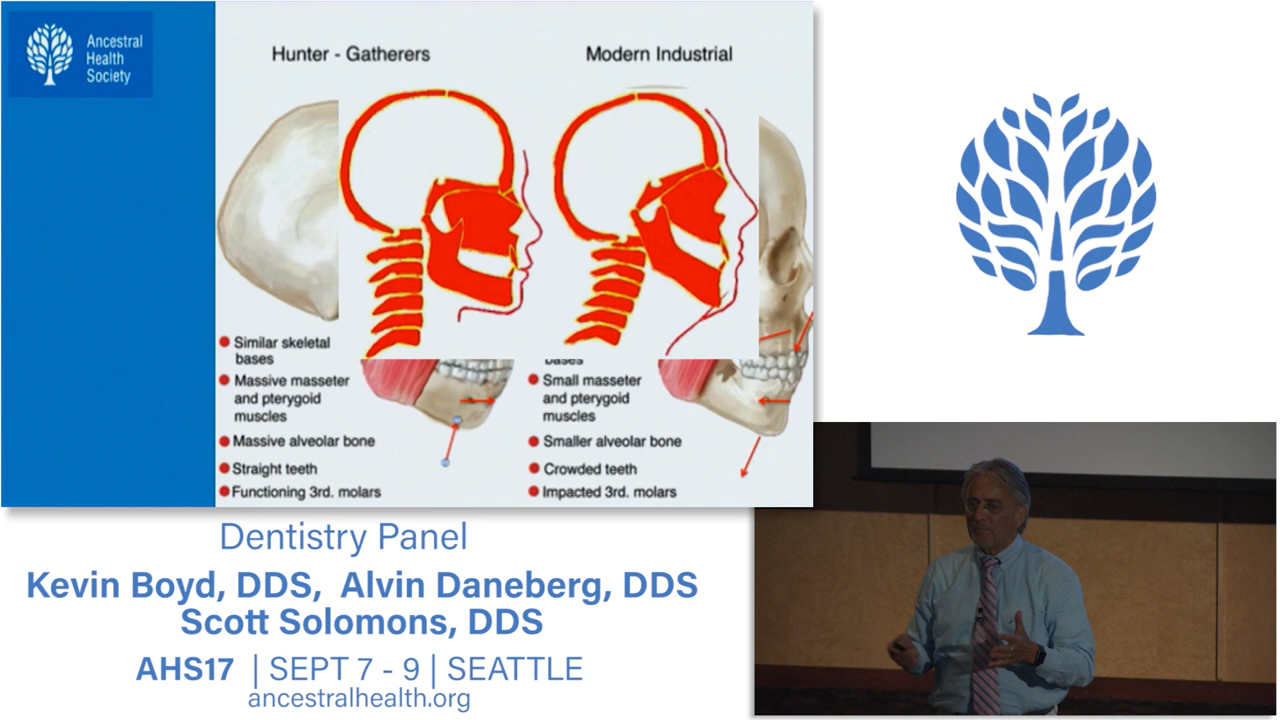 Ancestral
Health
Society
Hunter - Gatherers
Modern Industrial
Similar skeletal
bases
Massive masseter
and pterygoid
muscles
Massive alveolar bone
Straight teeth
Functioning 3rd. molars
bases
Small masseter
and pterygoid
muscles
Smaller alveolar bone
Crowded teeth
Impacted 3rd. molars
Dentistry Panel
Kevin Boyd, DDS, Alvin Daneberg, DDS
Scott Solomons, DDS
AHS17 | SEPT 7 - 9 | SEATTLE
ancestralhealth.org